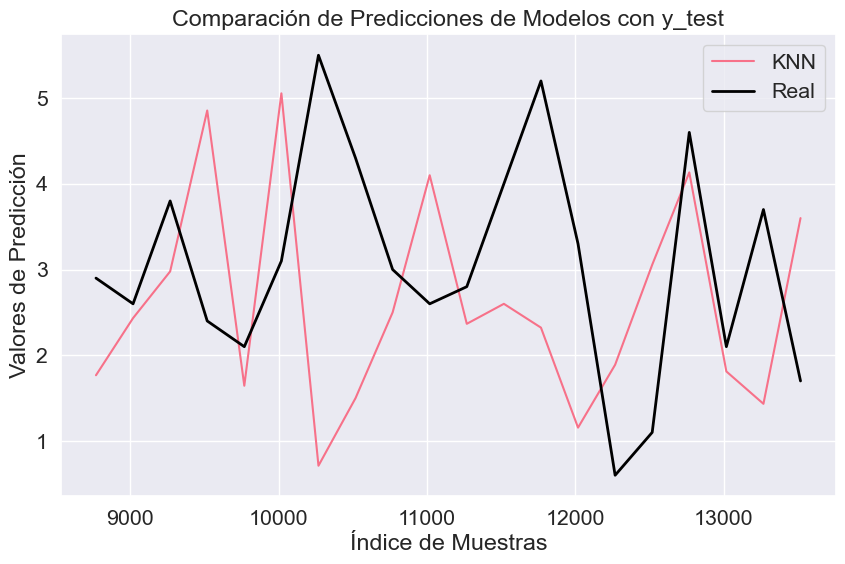 Comparación de Predicciones de Modelos con y_test
KNN
Real
Valores de Predicción
5
4
3
2
1
9000
10000
11000
12000
13000
Índice de Muestras